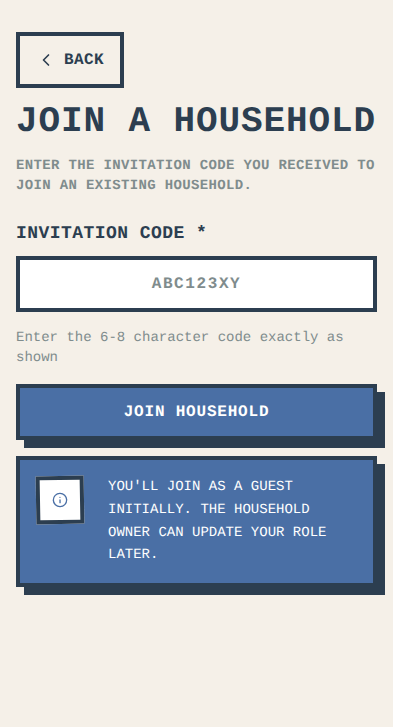 BACK
JOIN A HOUSEHOLD
ENTER THE INVITATION CODE YOU RECEIVED TO
JOIN AN EXISTING HOUSEHOLD.
INVITATION CODE *
ABC123XY
Enter the 6-8 character code exactly as
shown
JOIN HOUSEHOLD
YOU'LL JOIN AS A GUEST
INITIALLY. THE HOUSEHOLD
OWNER CAN UPDATE YOUR ROLE
LATER.